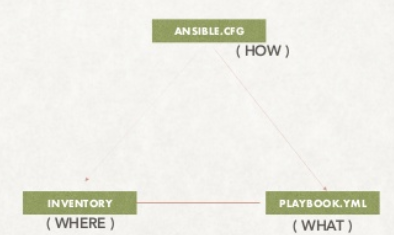 ANSIBLE.CFG
( HOW )
INVENTORY
( WHERE )
PLAYBOOK.YML
( WHAT )